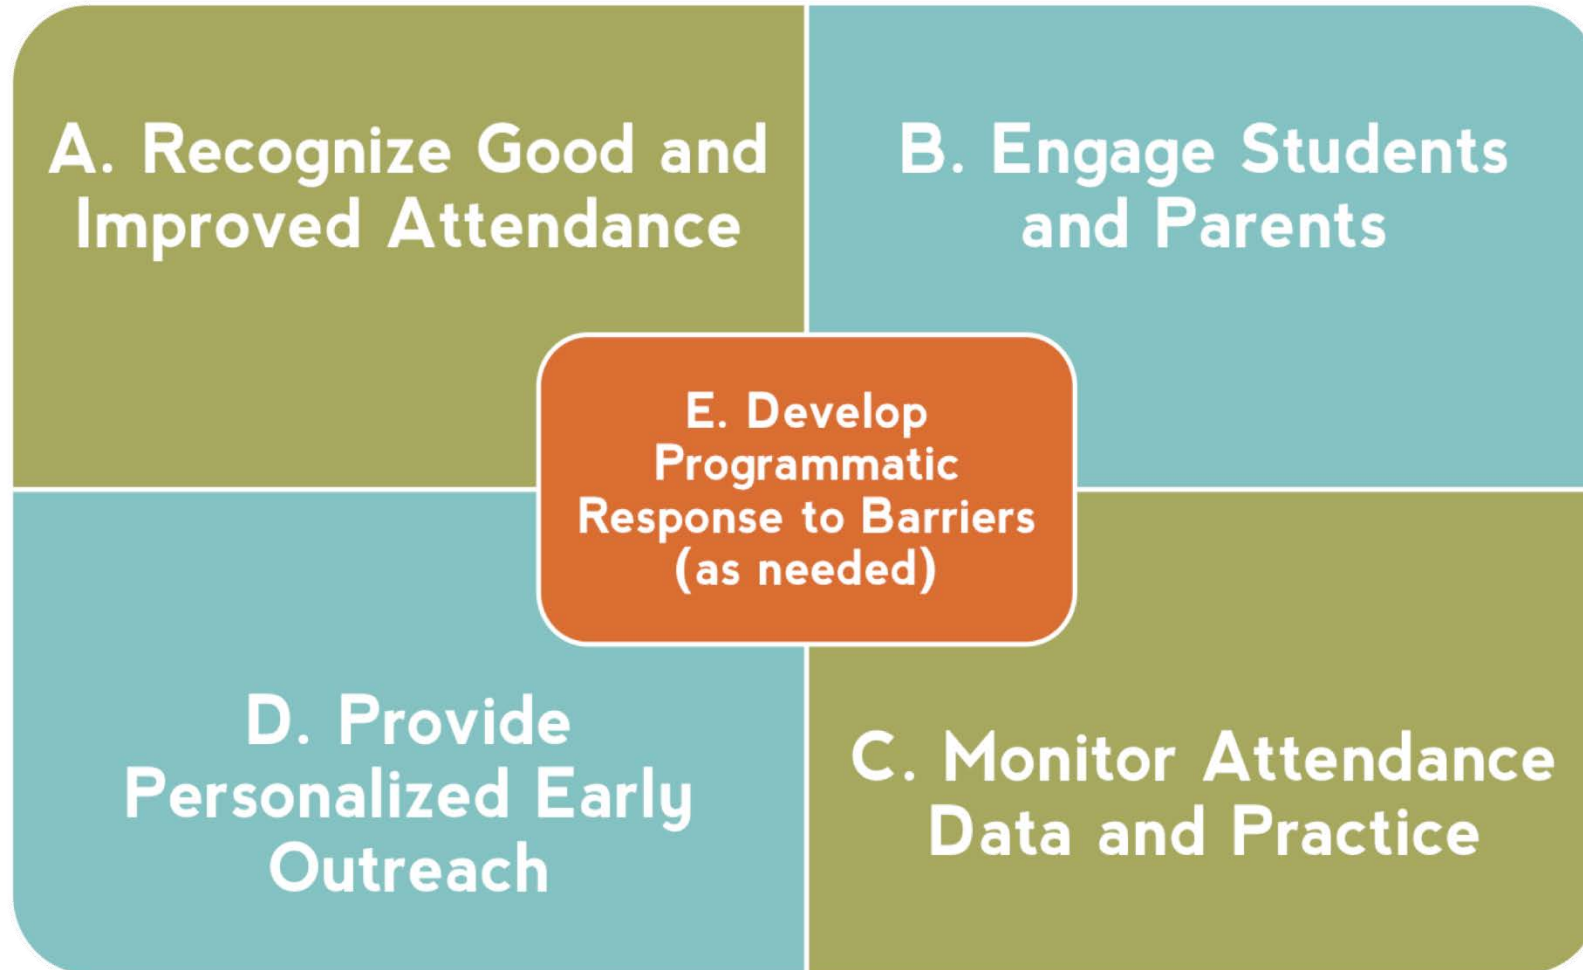 A. Recognize Good and
Improved Attendance
B. Engage Students
and Parents
E. Develop
Programmatic
Response to Barriers
(as needed)
D. Provide
Personalized Early
Outreach
C. Monitor Attendance
Data and Practice